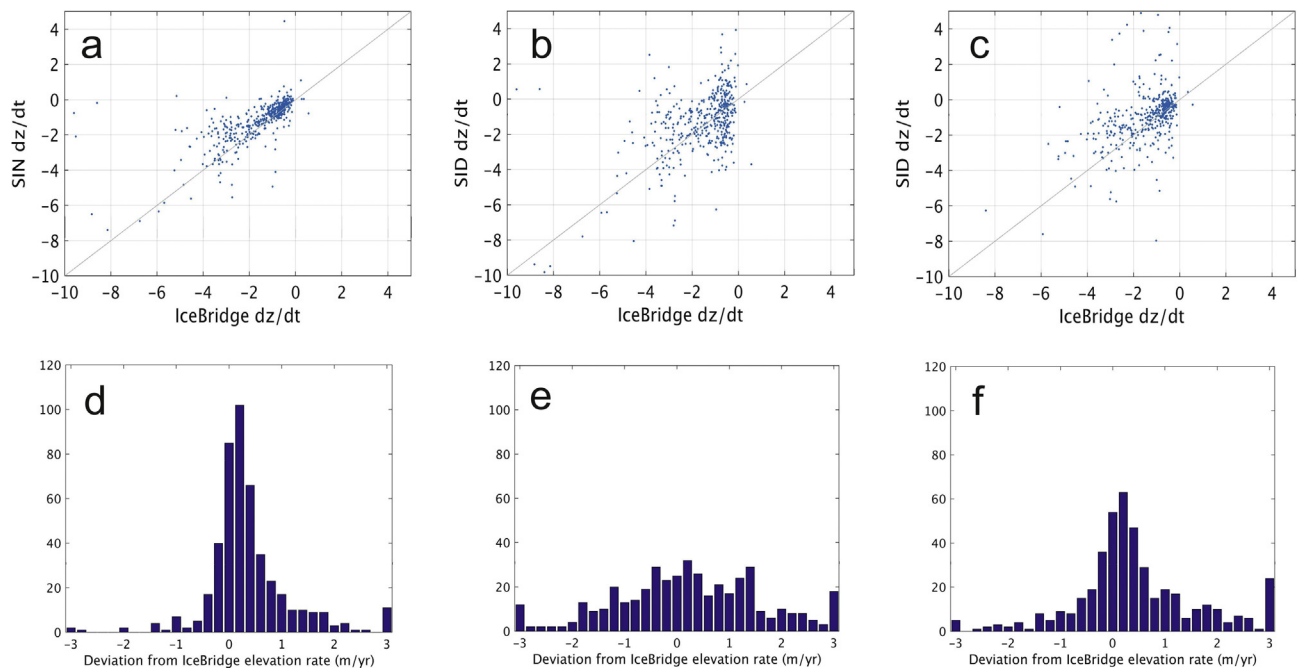 a
SIN dz/dt
4
2
0
−2
−4
−6
−8
−10
−10 −8 −6 −4 −2 0 2 4
IceBridge dz/dt
b
SID dz/dt
4
2
0
−2
−4
−6
−8
−10
−10 −8 −6 −4 −2 0 2 4
IceBridge dz/dt
c
SID dz/dt
4
2
0
−2
−4
−6
−8
−10
−10 −8 −6 −4 −2 0 2 4
IceBridge dz/dt
d
120
100
80
60
40
20
0
−3 −2 −1 0 1 2 3
Deviation from IceBridge elevation rate (m/yr)
e
120
100
80
60
40
20
0
−3 −2 −1 0 1 2 3
Deviation from IceBridge elevation rate (m/yr)
f
120
100
80
60
40
20
0
−3 −2 −1 0 1 2 3
Deviation from IceBridge elevation rate (m/yr)